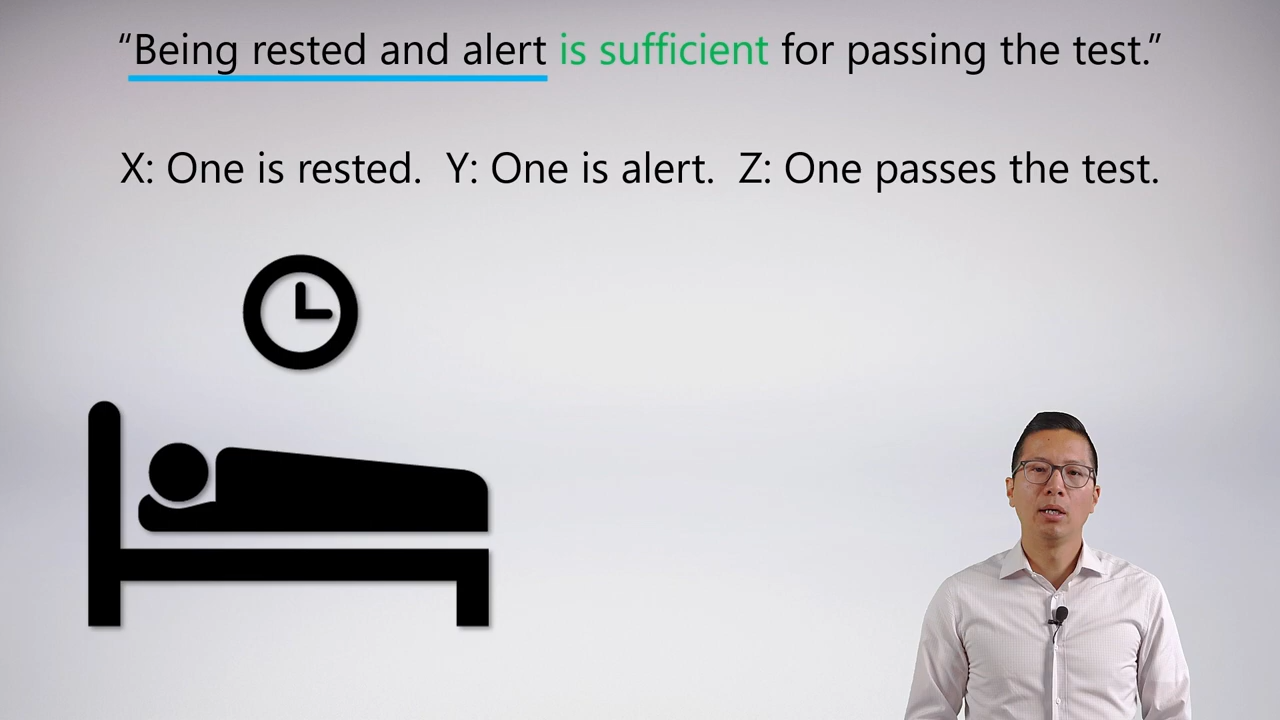 “Being rested and alert is sufficient for passing the test.”
X: One is rested. Y: One is alert. Z: One passes the test.